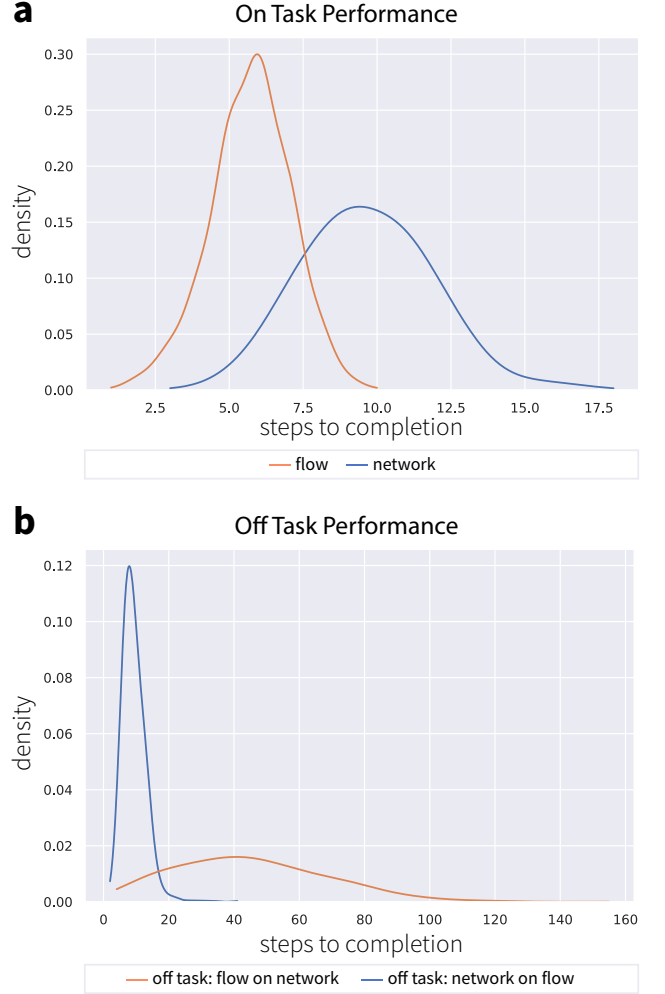 a
On Task Performance
0.30
0.25
0.20
0.15
0.10
0.05
0.00
density
2.5 5.0 7.5 10.0 12.5 15.0 17.5
steps to completion
flow network
b
Off Task Performance
0.12
0.10
0.08
0.06
0.04
0.02
0.00
density
0 20 40 60 80 100 120 140 160
steps to completion
off task: flow on network off task: network on flow